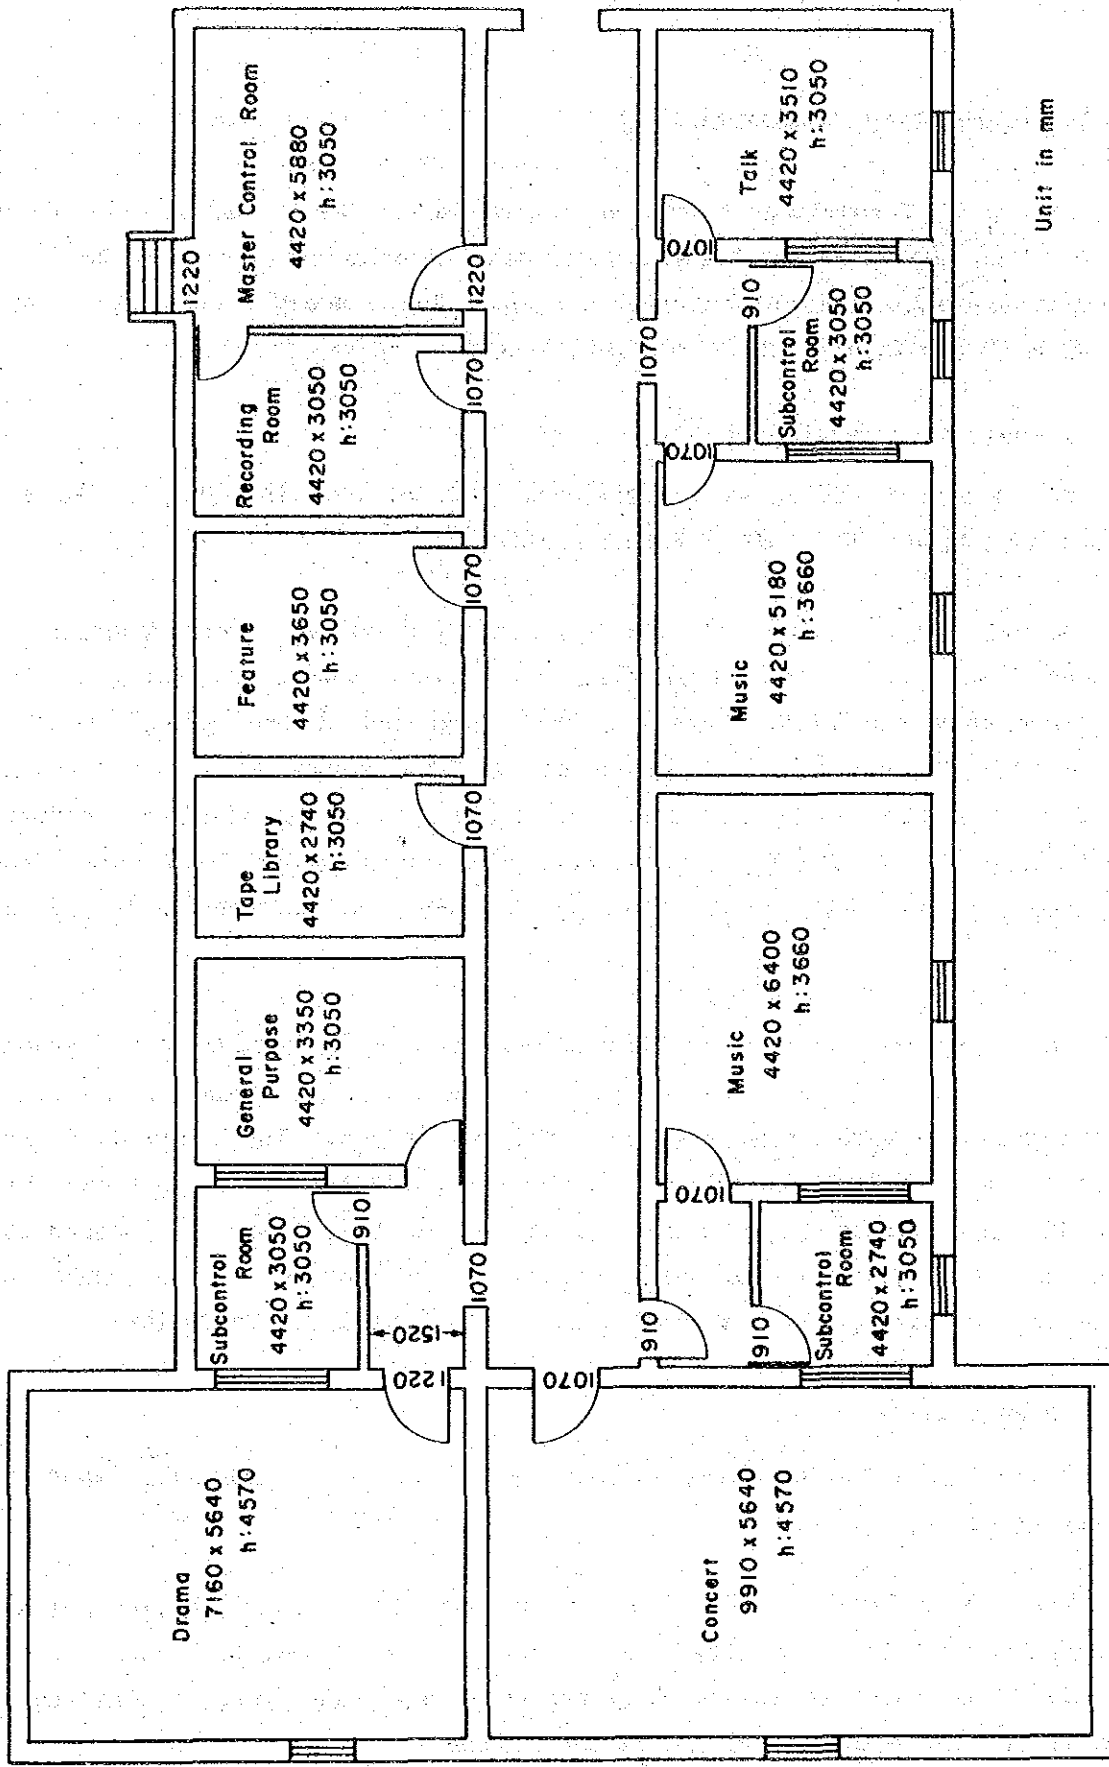 Drama
7160 x 5640
h:4570
Subcontrol
Room
4420 x 3050
h:3050
910
1520
1220
1070
General
Purpose
4420 x 3350
h:3050
Tape
Library
4420 x 2740
h:3050
1070
Feature
4420 x 3650
h:3050
1070
Recording
Room
4420 x 3050
h:3050
1070
1220
Master Control Room
4420 x 5880
h:3050
1220
Concert
9910 x 5640
h:4570
1070
910
910
Subcontrol
Room
4420 x 2740
h:3050
1070
Music
4420 x 6400
h:3660
Music
4420 x 5180
h:3660
1070
1070
910
Subcontrol
Room
4420 x 3050
h:3050
1070
Talk
4420 x 3510
h:3050
Unit in mm